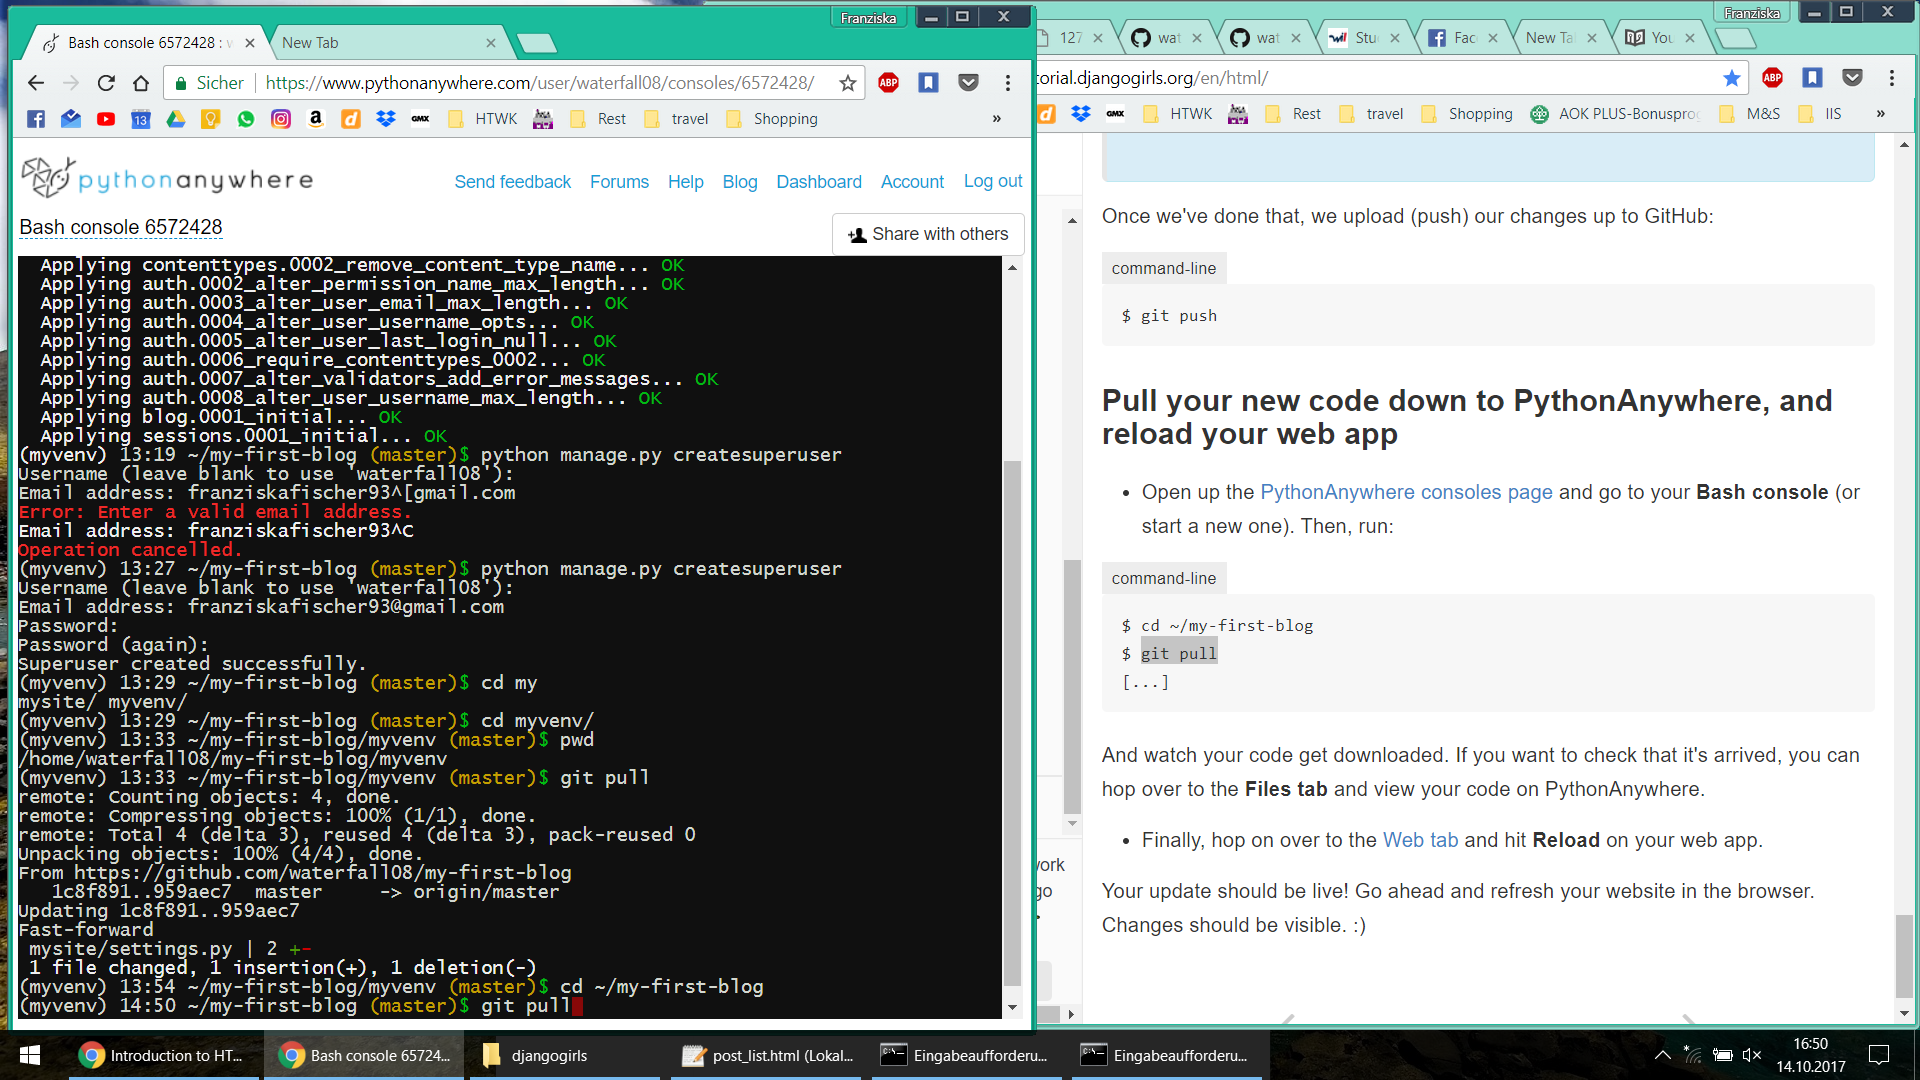 Franziska
Bash console 6572428 : w
New Tab
Sicher
https://www.pythonanywhere.com/user/waterfall08/consoles/6572428/
ABP
13
GMX
HTWK
Rest
travel
Shopping
»
pythonanywhere
Send feedback
Forums
Help
Blog
Dashboard
Account
Log out
Bash console 6572428
Share with others
Applying contenttypes.0002_remove_content_type_name... OK
Applying auth.0002_alter_permission_name_max_length... OK
Applying auth.0003_alter_user_email_max_length... OK
Applying auth.0004_alter_user_username_opts... OK
Applying auth.0005_alter_user_last_login_null... OK
Applying auth.0006_require_contenttypes_0002... OK
Applying auth.0007_alter_validators_add_error_messages... OK
Applying auth.0008_alter_user_username_max_length... OK
Applying blog.0001_initial... OK
Applying sessions.0001_initial... OK
(myvenv) 13:19 ~/my-first-blog (master)$ python manage.py createsuperuser
Username (leave blank to use 'waterfall08'):
Email address: franziskafischer93^[gmail.com
Error: Enter a valid email address.
Email address: franziskafischer93^C
Operation cancelled.
(myvenv) 13:27 ~/my-first-blog (master)$ python manage.py createsuperuser
Username (leave blank to use 'waterfall08'):
Email address: franziskafischer93@gmail.com
Password:
Password (again):
Superuser created successfully.
(myvenv) 13:29 ~/my-first-blog (master)$ cd my
mysite/ myvenv/
(myvenv) 13:29 ~/my-first-blog (master)$ cd myvenv/
(myvenv) 13:33 ~/my-first-blog/myvenv (master)$ pwd
/home/waterfall08/my-first-blog/myvenv
(myvenv) 13:33 ~/my-first-blog/myvenv (master)$ git pull
remote: Counting objects: 4, done.
remote: Compressing objects: 100% (1/1), done.
remote: Total 4 (delta 3), reused 4 (delta 3), pack-reused 0
Unpacking objects: 100% (4/4), done.
From https://github.com/waterfall08/my-first-blog
1c8f891..959aec7  master     -> origin/master
Updating 1c8f891..959aec7
Fast-forward
mysite/settings.py | 2 +-
1 file changed, 1 insertion(+), 1 deletion(-)
(myvenv) 13:54 ~/my-first-blog/myvenv (master)$ cd ~/my-first-blog
(myvenv) 14:50 ~/my-first-blog (master)$ git pull
Franziska
127
wat
wat
Stu
Fac
New Ta
You
torial.djangogirls.org/en/html/
ABP
GMX
HTWK
Rest
travel
Shopping
AOK PLUS-Bonusprog
M&S
IIS
»
Once we've done that, we upload (push) our changes up to GitHub:
command-line
$ git push
Pull your new code down to PythonAnywhere, and
reload your web app
• Open up the PythonAnywhere consoles page and go to your Bash console (or
start a new one). Then, run:
command-line
$ cd ~/my-first-blog
$ git pull
[...]
And watch your code get downloaded. If you want to check that it's arrived, you can
hop over to the Files tab and view your code on PythonAnywhere.
• Finally, hop on over to the Web tab and hit Reload on your web app.
Your update should be live! Go ahead and refresh your website in the browser.
Changes should be visible. :)
work
go
Introduction to HT...
Bash console 65724...
djangogirls
post_list.html (Lokal...
Eingabeaufforderu...
Eingabeaufforderu...
16:50
14.10.2017